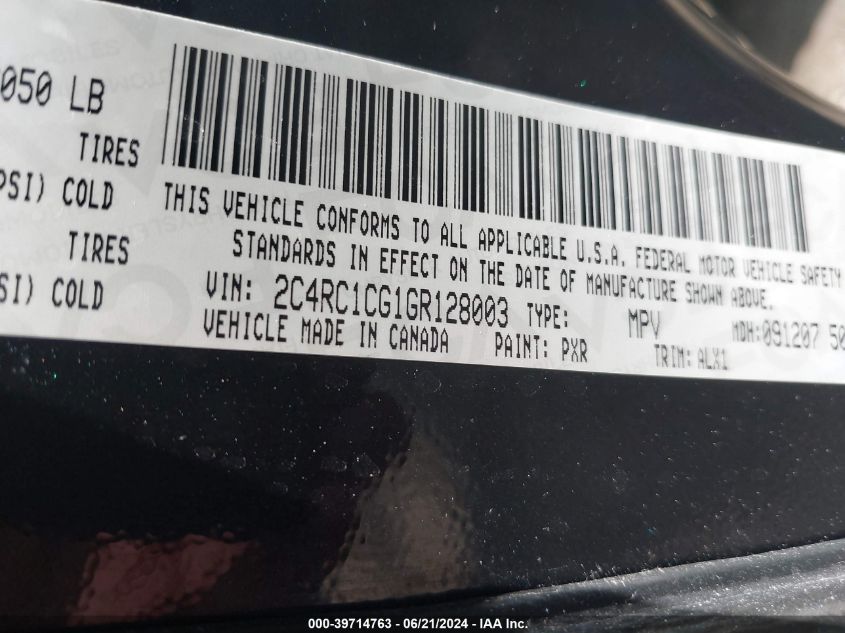 050 LB
TIRES
PSI) COLD
TIRES
SI) COLD
THIS VEHICLE CONFORMS TO ALL APPLICABLE U.S.A. FEDERAL MOTOR VEHICLE SAFETY
STANDARDS IN EFFECT ON THE DATE OF MANUFACTURE SHOWN ABOVE.
VIN: 2C4RC1CG1GR128003 TYPE: MPV MDH:091207 50
VEHICLE MADE IN CANADA PAINT: PXR TRIM: ALX1
000-39714763 - 06/21/2024 - IAA Inc.